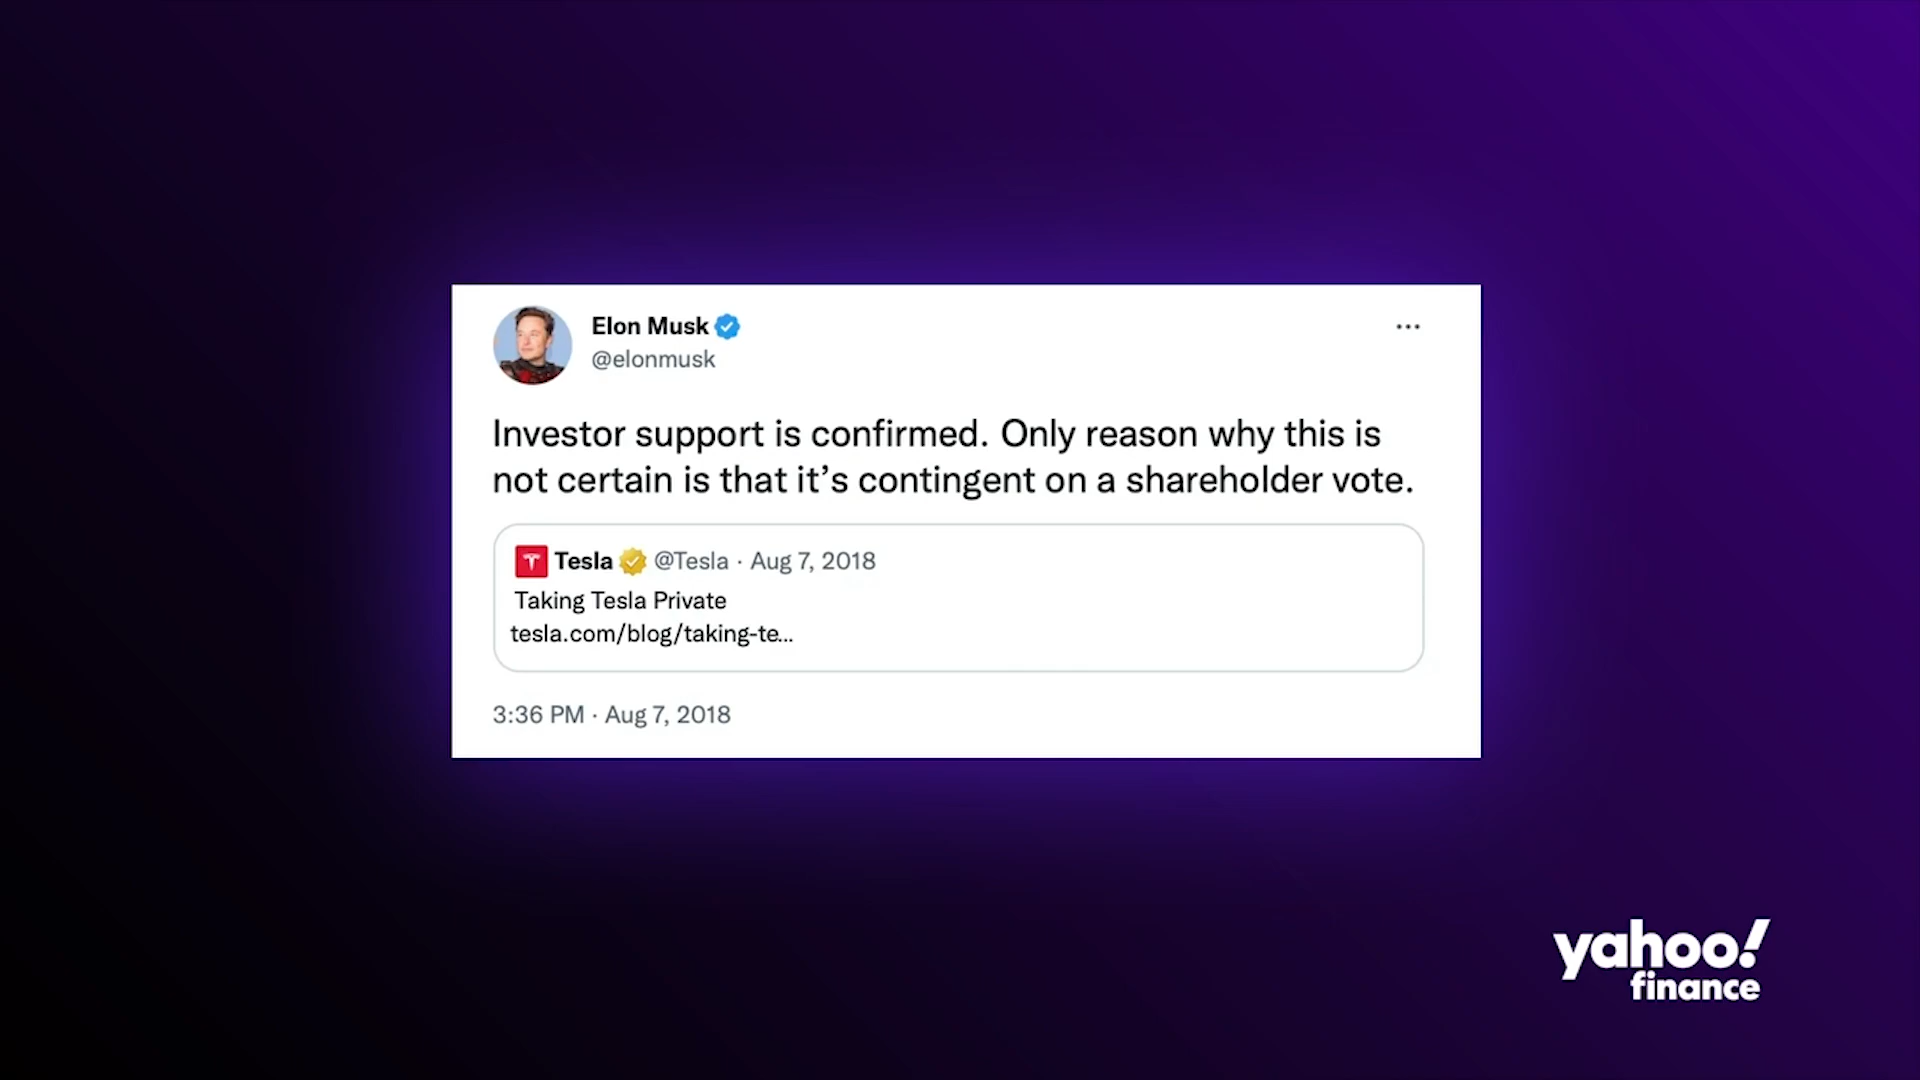 Elon Musk
@elonmusk
Investor support is confirmed. Only reason why this is
not certain is that it’s contingent on a shareholder vote.
Tesla @Tesla · Aug 7, 2018
Taking Tesla Private
tesla.com/blog/taking-te...
3:36 PM · Aug 7, 2018
yahoo!
finance